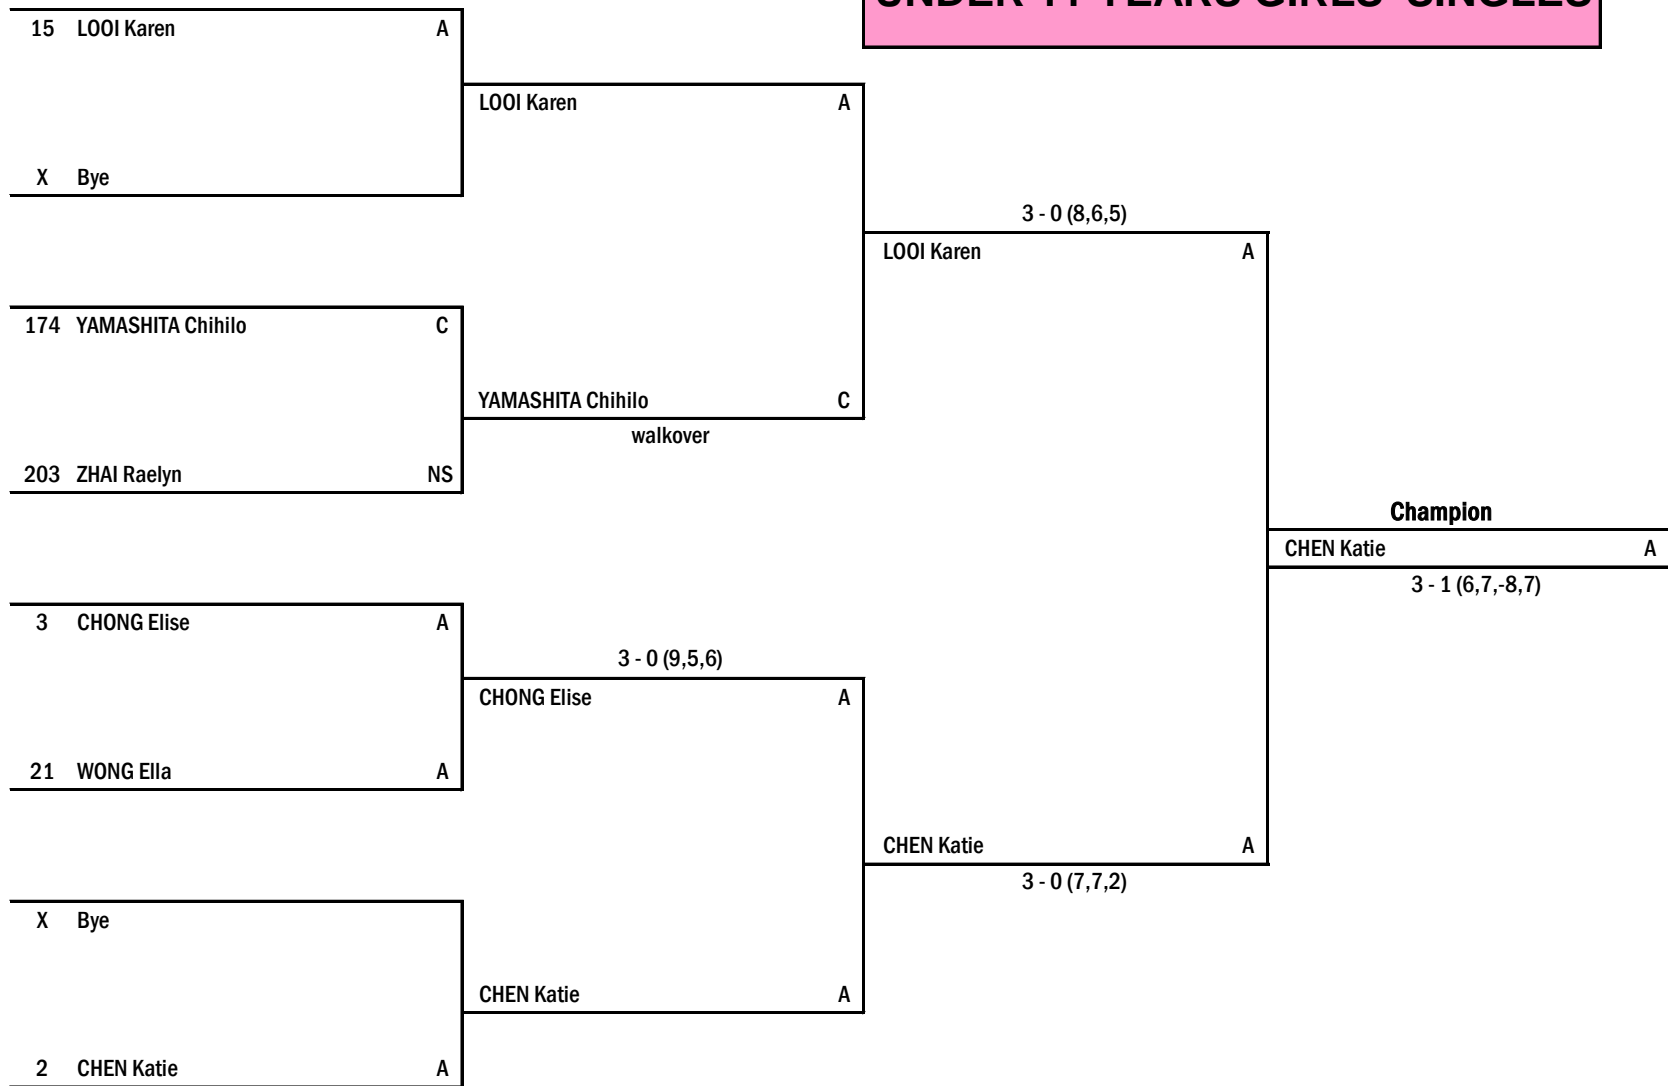 UNDER YEARS GIRLS SINGLES
15 LOOI Karen A
LOOI Karen A
X Bye
3 - 0 (8,6,5)
LOOI Karen A
174 YAMASHITA Chihilo C
YAMASHITA Chihilo C
walkover
203 ZHAI Raelyn NS
Champion
CHEN Katie A
3 - 1 (6,7,-8,7)
3 CHONG Elise A
3 - 0 (9,5,6)
CHONG Elise A
21 WONG Ella A
CHEN Katie A
3 - 0 (7,7,2)
X Bye
CHEN Katie A
2 CHEN Katie A